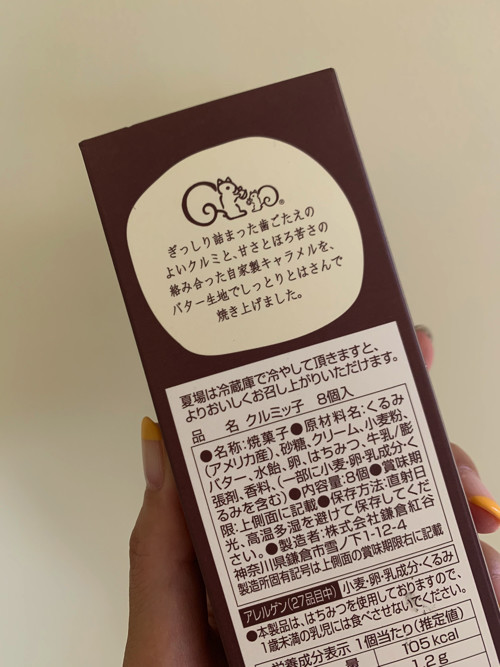 ぎっしり詰まった歯ごたえの
よいクルミと、甘さとほろ苦さの
絡み合った自家製キャラメルを、
バター生地でしっとりとはさんで
焼き上げました。
夏場は冷蔵庫で冷やして頂きますと、
よりおいしくお召し上がりいただけます。
品 名 クルミッ子 8個入
●名称:焼菓子●原材料名:くるみ
(アメリカ産)、砂糖、クリーム、小麦粉、
バター、水飴、卵、はちみつ、牛乳/膨
張剤、香料、(一部に小麦・卵・乳成分・く
るみを含む)●内容量:8個●賞味期
限:上側面に記載●保存方法:直射日
光、高温多湿を避けて保存してくだ
さい。●製造者:株式会社鎌倉紅谷
神奈川県鎌倉市雪ノ下1-12-4
製造所固有記号は上側面の賞味期限右に記載
アレルゲン(27品目中) 小麦・卵・乳成分・くるみ
●本製品は、はちみつを使用しておりますので、
1歳未満の乳児には食べさせないでください。
栄養成分表示 1個当たり(推定値)
105 kcal